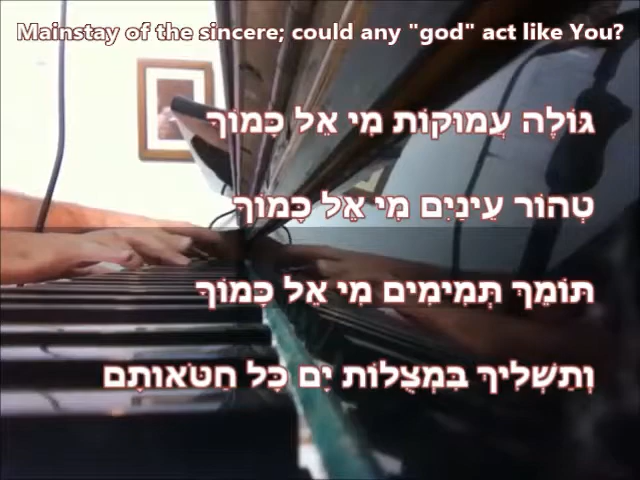 Mainstay of the sincere; could any "god" act like You?
גּוֹלֶה עֲמוּקוֹת מִי אֵל כָּמוֹךָ
טְהוֹר עֵינַיִם מִי אֵל כָּמוֹךָ
תּוֹמֵךְ תְּמִימִים מִי אֵל כָּמוֹךָ
וְתַשְׁלִיךְ בִּמְצֻלוֹת יָם כָּל חַטֹּאותָם